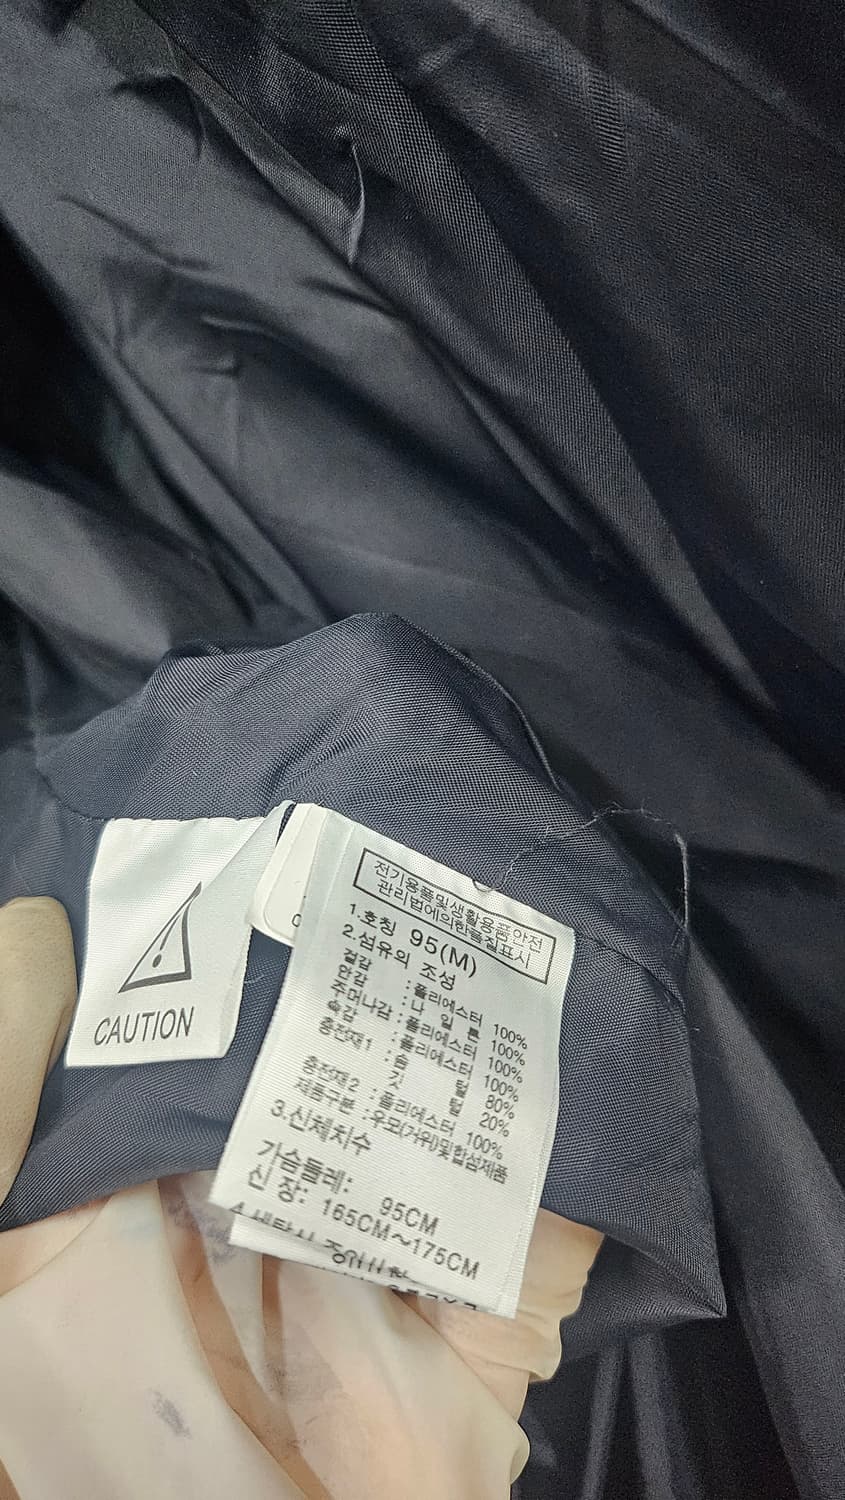 CAUTION
전기용품및생활용품안전
관리법에의한품질표시
1.호칭 95(M)
2.섬유의 조성
겉감 :폴리에스터 100%
안감 :나 일 론 100%
주머니감 :폴리에스터 100%
속감 :폴리에스터 100%
충전재1 :솜 털 80%
깃 털 20%
충전재2 :폴리에스터 100%
제품구분 :우모(거위)및합성제품
3.신체치수
가슴둘레: 95CM
신 장: 165CM~175CM